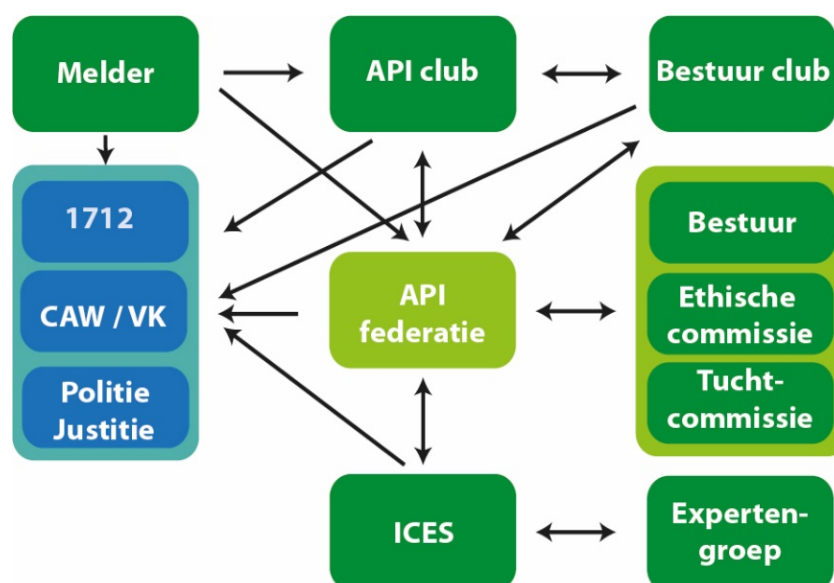 Melder
API club
Bestuur club
1712
CAW / VK
Politie
Justitie
API
federatie
Bestuur
Ethische
commissie
Tucht-
commissie
ICES
Experten-
groep